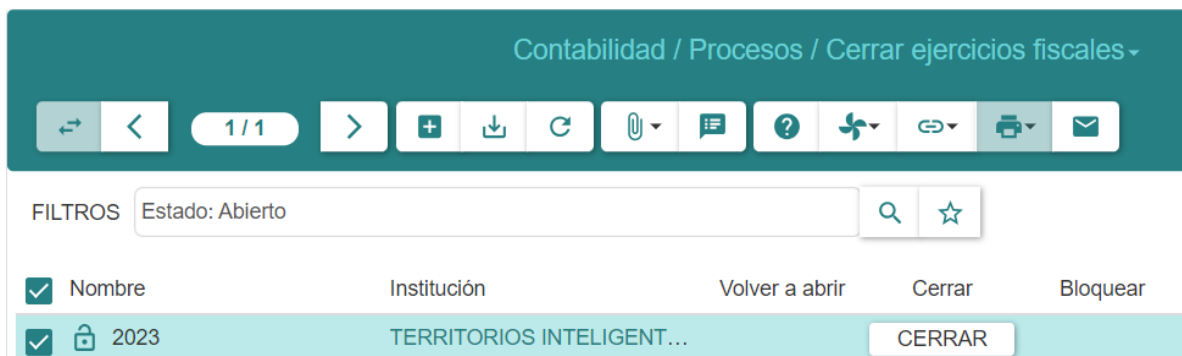 Contabilidad / Procesos / Cerrar ejercicios fiscales
1 / 1
FILTROS Estado: Abierto
Nombre Institución Volver a abrir Cerrar Bloquear
2023 TERRITORIOS INTELIGENT... CERRAR